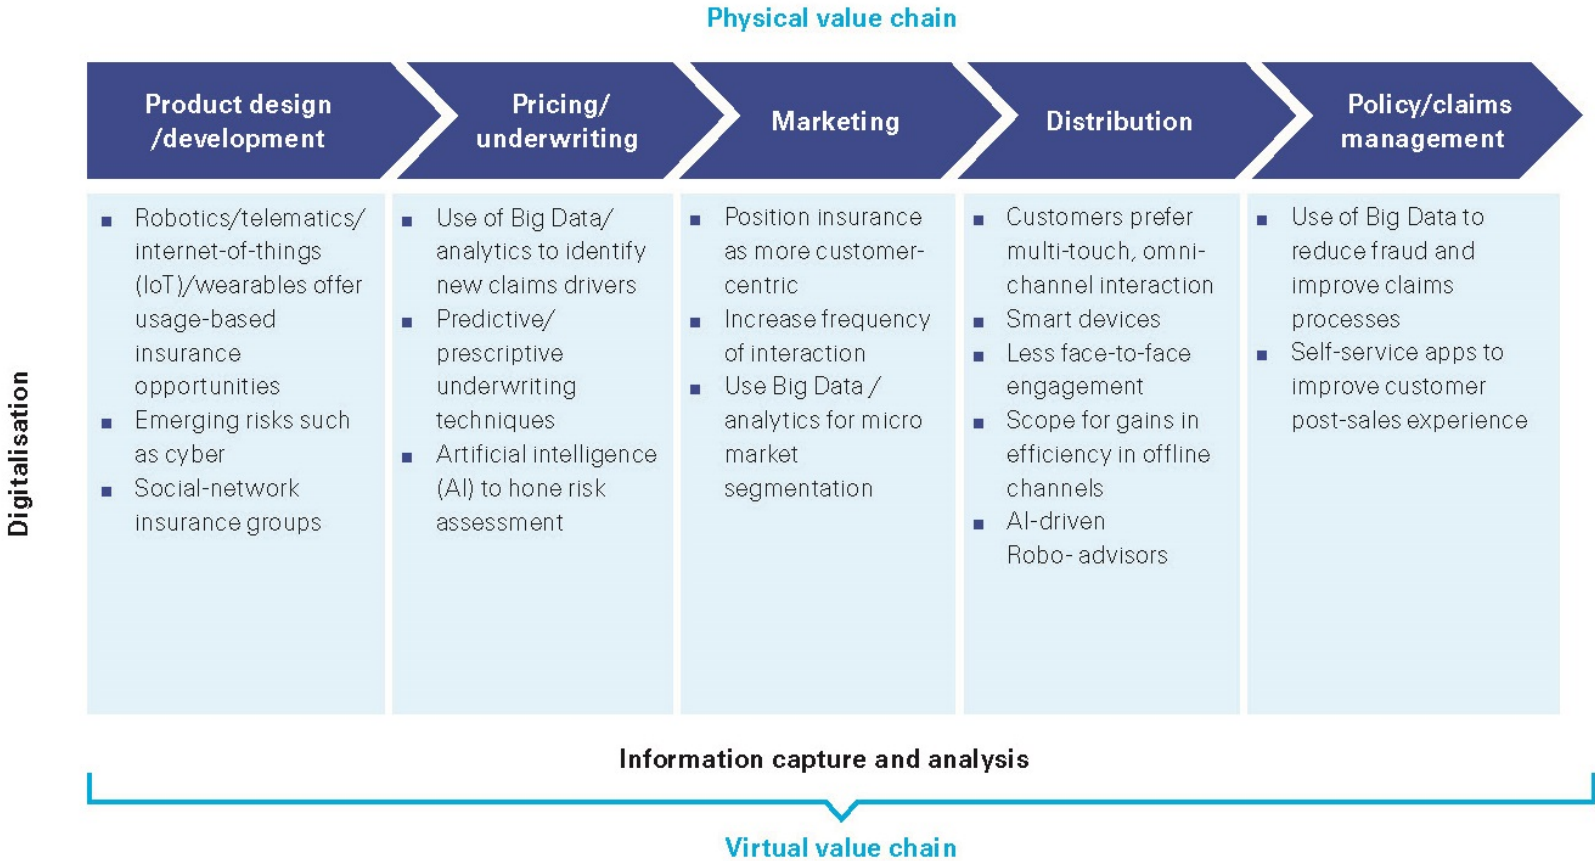 Physical value chain
Product design
/development
Pricing/
underwriting
Marketing
Distribution
Policy/claims
management
Digitalisation
■ Robotics/telematics/
internet-of-things
(IoT)/wearables offer
usage-based
insurance
opportunities
■ Emerging risks such
as cyber
■ Social-network
insurance groups
■ Use of Big Data/
analytics to identify
new claims drivers
■ Predictive/
prescriptive
underwriting
techniques
■ Artificial intelligence
(AI) to hone risk
assessment
■ Position insurance
as more customer-
centric
■ Increase frequency
of interaction
■ Use Big Data /
analytics for micro
market
segmentation
■ Customers prefer
multi-touch, omni-
channel interaction
■ Smart devices
■ Less face-to-face
engagement
■ Scope for gains in
efficiency in offline
channels
■ AI-driven
Robo- advisors
■ Use of Big Data to
reduce fraud and
improve claims
processes
■ Self-service apps to
improve customer
post-sales experience
Information capture and analysis
Virtual value chain